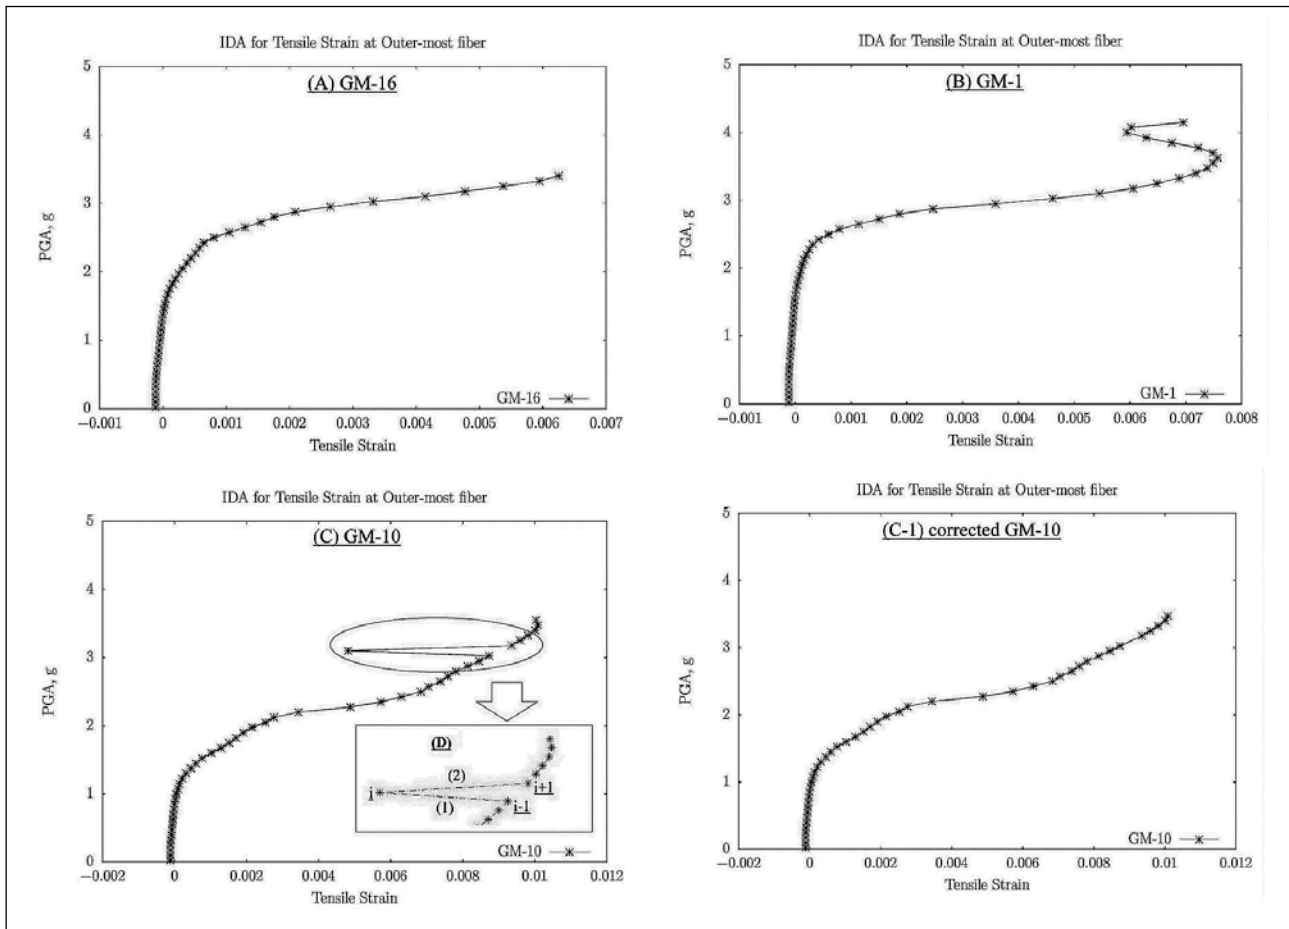 IDA for Tensile Strain at Outer-most fiber
(A) GM-16
5
4
3
2
1
0
PGA, g
GM-16
−0.001 0 0.001 0.002 0.003 0.004 0.005 0.006 0.007
Tensile Strain
IDA for Tensile Strain at Outer-most fiber
(B) GM-1
5
4
3
2
1
0
PGA, g
GM-1
−0.001 0 0.001 0.002 0.003 0.004 0.005 0.006 0.007 0.008
Tensile Strain
IDA for Tensile Strain at Outer-most fiber
(C) GM-10
5
4
3
2
1
0
PGA, g
(D)
(2)
i
i+1
(1)
i-1
GM-10
−0.002 0 0.002 0.004 0.006 0.008 0.01 0.012
Tensile Strain
IDA for Tensile Strain at Outer-most fiber
(C-1) corrected GM-10
5
4
3
2
1
0
PGA, g
GM-10
−0.002 0 0.002 0.004 0.006 0.008 0.01 0.012
Tensile Strain